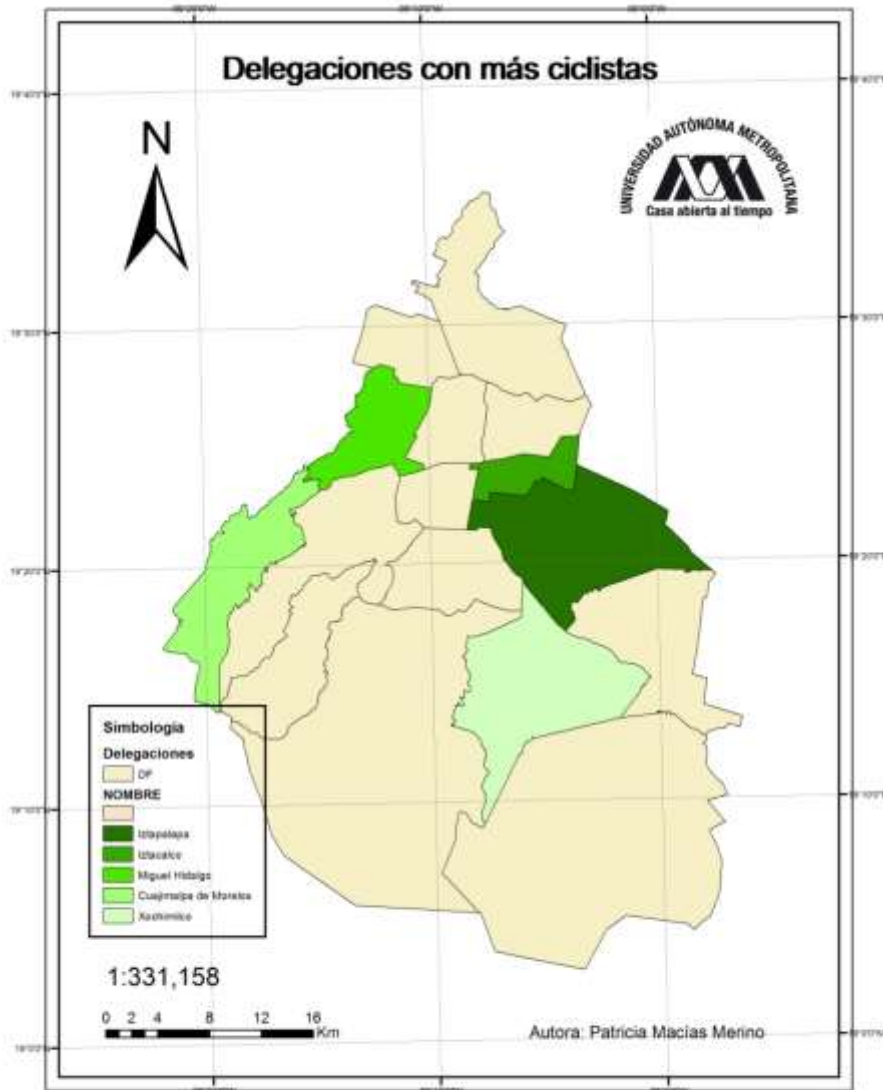 Delegaciones con más ciclistas
N
UNIVERSIDAD AUTÓNOMA METROPOLITANA
Casa abierta al tiempo
Simbología
Delegaciones
DF
NOMBRE
Iztapalapa
Iztacalco
Miguel Hidalgo
Cuajimalpa de Morelos
Xochimilco
1:331,158
0 2 4 8 12 16
Km
Autora: Patricia Macías Merino